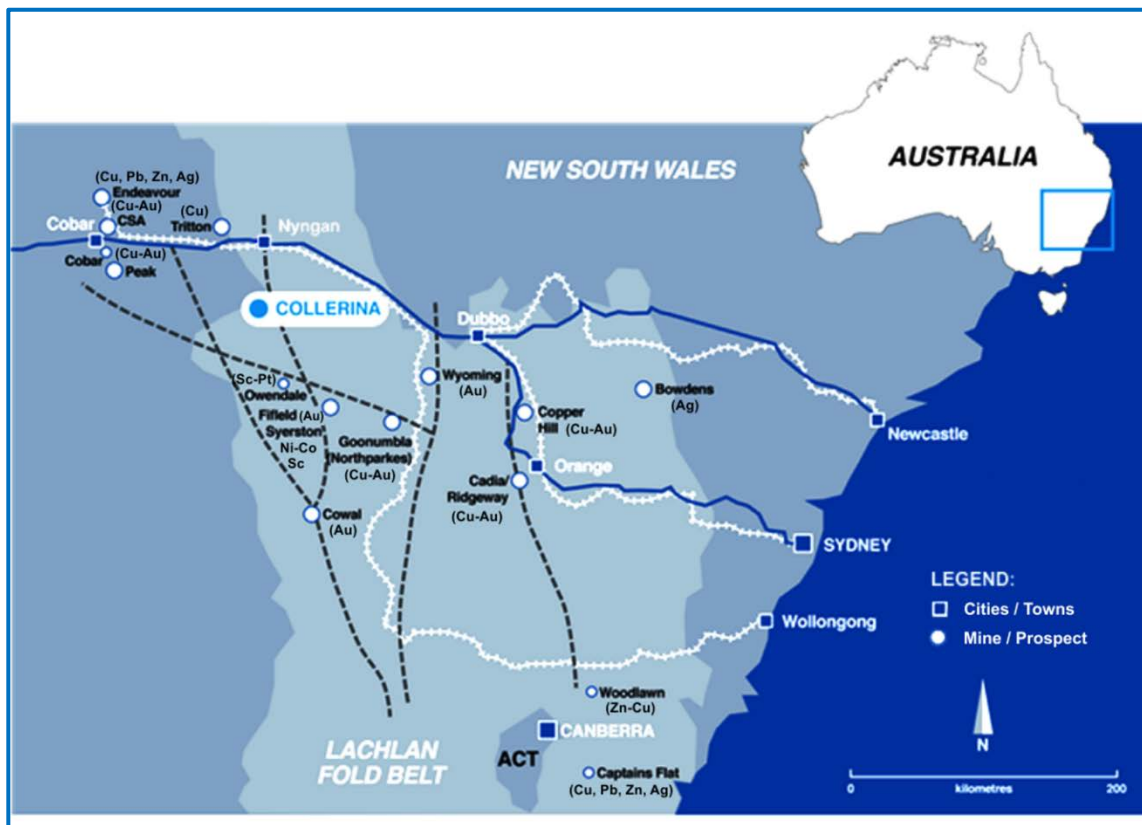 AUSTRALIA
NEW SOUTH WALES
(Cu, Pb, Zn, Ag)
Endeavour
(Cu-Au)
CSA
(Cu)
Tritton
Cobar
Nyngan
Cobar
(Cu-Au)
Peak
COLLERINA
Dubbo
(Sc-Pt)
Owendale
Wyoming
(Au)
Bowdens
(Ag)
Fifield (Au)
Syerston
Ni-Co
Sc
Goonumbla
(Northparkes)
(Cu-Au)
Copper
Hill (Cu-Au)
Newcastle
Orange
Cadia/
Ridgeway
(Cu-Au)
Cowal
(Au)
SYDNEY
LEGEND:
Cities / Towns
Mine / Prospect
Wollongong
Woodlawn
(Zn-Cu)
CANBERRA
ACT
LACHLAN
FOLD BELT
Captains Flat
(Cu, Pb, Zn, Ag)
N
0 kilometres 200